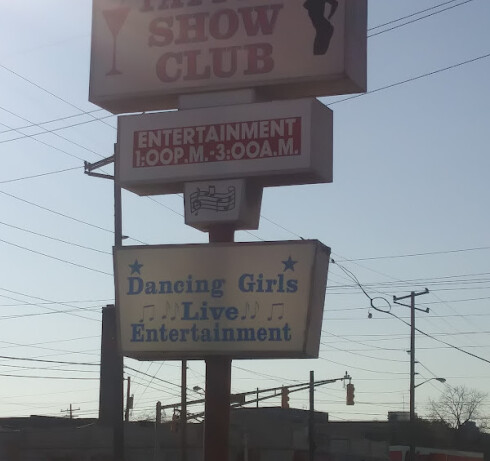 SHOW
CLUB
ENTERTAINMENT
1:00P.M.-3:00A.M.
Dancing Girls
Live
Entertainment